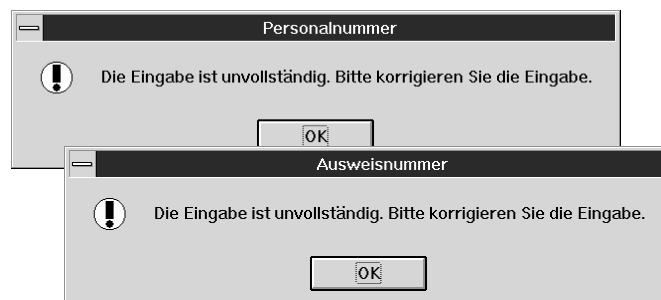 Personalnummer
Die Eingabe ist unvollständig. Bitte korrigieren Sie die Eingabe.
OK
Ausweisnummer
Die Eingabe ist unvollständig. Bitte korrigieren Sie die Eingabe.
OK